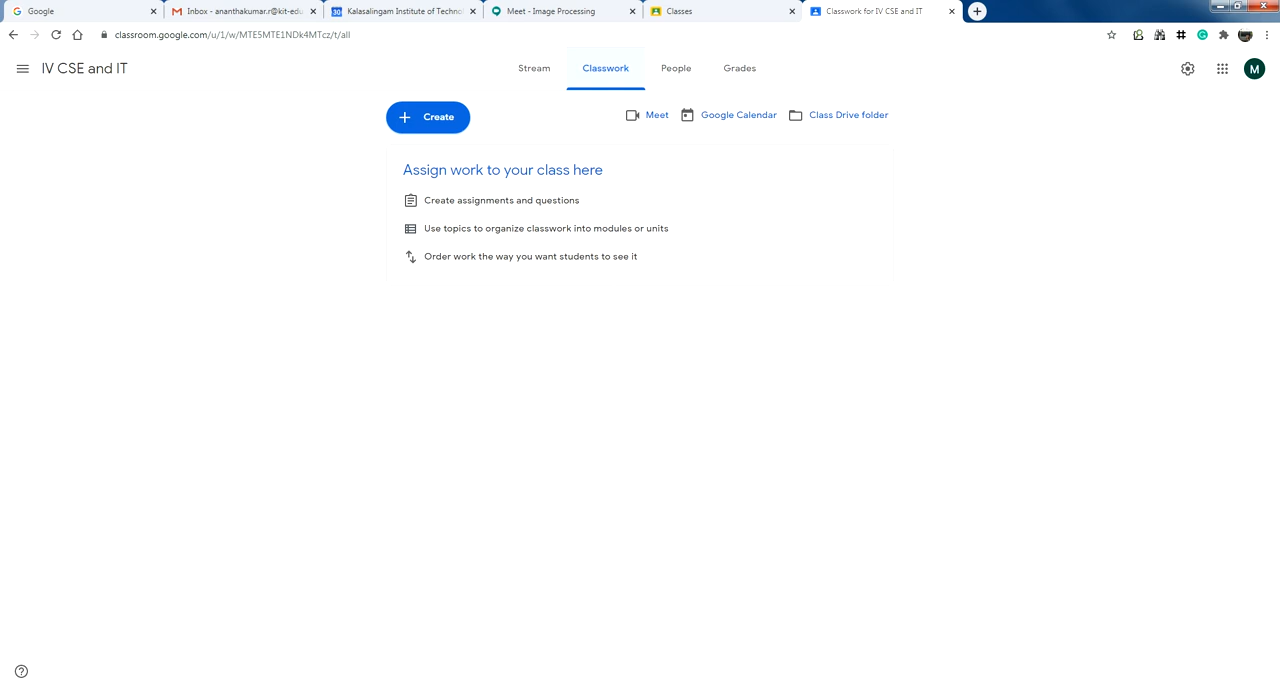 Google
Inbox - ananthakumar.r@kit-edu
Kalasalingam Institute of Technol
Meet - Image Processing
Classes
Classwork for IV CSE and IT
classroom.google.com/u/1/w/MTE5MTE1NDk4MTcz/t/all
IV CSE and IT
Stream
Classwork
People
Grades
M
Create
Meet
Google Calendar
Class Drive folder
Assign work to your class here
Create assignments and questions
Use topics to organize classwork into modules or units
Order work the way you want students to see it